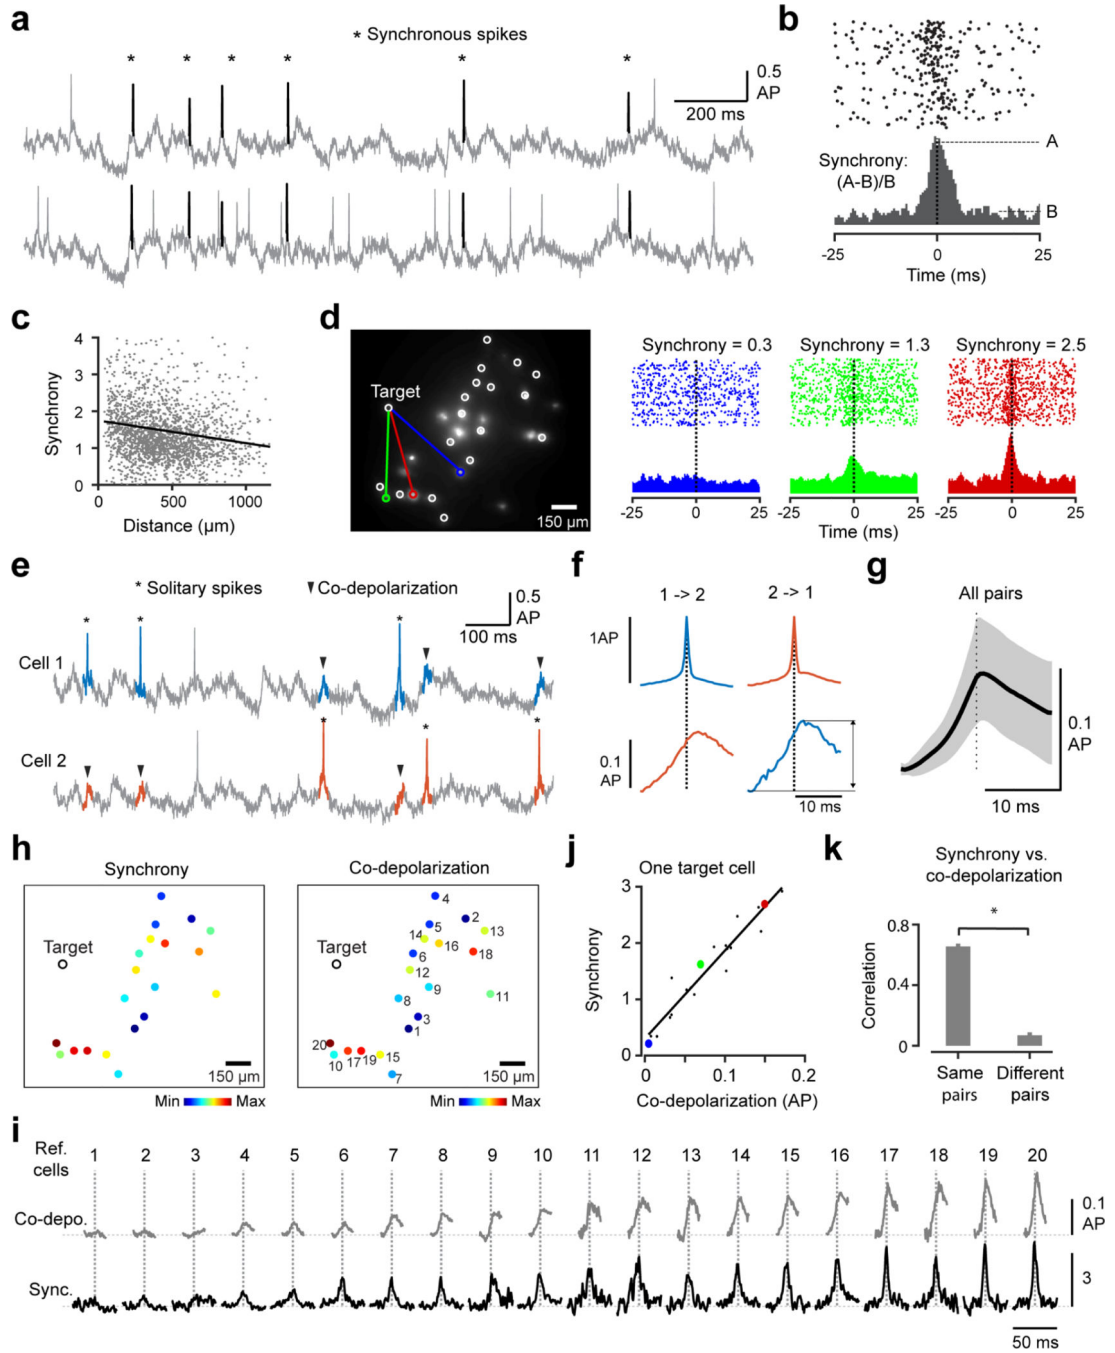 a
* Synchronous spikes
* * * * * *
0.5
AP
200 ms
b
A
Synchrony:
(A-B)/B
B
-25 0 25
Time (ms)
c
4
3
2
1
0
Synchrony
0 500 1000
Distance (µm)
d
Target
150 µm
Synchrony = 0.3
Synchrony = 1.3
Synchrony = 2.5
-25 0 25
-25 0 25
-25 0 25
Time (ms)
e
* Solitary spikes
Co-depolarization
0.5
AP
100 ms
Cell 1
* * *
Cell 2
* * *
f
1 -> 2
2 -> 1
1AP
0.1
AP
10 ms
g
All pairs
0.1
AP
10 ms
h
Synchrony
Target
150 µm
Min Max
Co-depolarization
Target
4
2
5
13
14
16
18
6
12
9
8
11
3
1
20
10
17
19
15
7
150 µm
Min Max
j
One target cell
3
2
1
0
Synchrony
0 0.1 0.2
Co-depolarization (AP)
k
Synchrony vs.
co-depolarization
*
0.8
0.4
0
Correlation
Same
pairs
Different
pairs
i
Ref.
cells
1 2 3 4 5 6 7 8 9 10 11 12 13 14 15 16 17 18 19 20
Co-depo.
0.1
AP
Sync.
3
50 ms